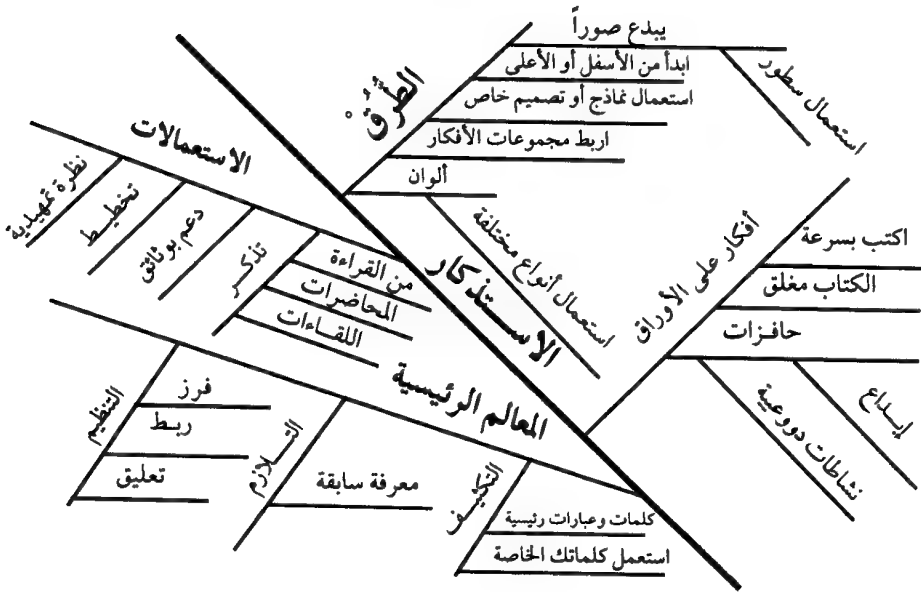 الاستذكار
الطُّرُقْ
يبدع صوراً
استعمال سطور
ابدأ من الأسفل أو الأعلى
استعمال نماذج أو تصميم خاص
اربط مجموعات الأفكار
ألوان
استعمال أنواع مختلفة
أفكار على الأوراق
اكتب بسرعة
الكتاب مغلق
حافزات
إبداع
نشاطات دووعيية
الاستعمالات
نظرة تمهيدية
تخطيط
دعم بوثائق
تذكر
من القراءة
المحاضرات
اللقاءات
المعالم الرئيسية
التنظيم
فرز
ربط
تعليق
التلازم
معرفة سابقة
التكثيف
كلمات وعبارات رئيسية
استعمل كلماتك الخاصة